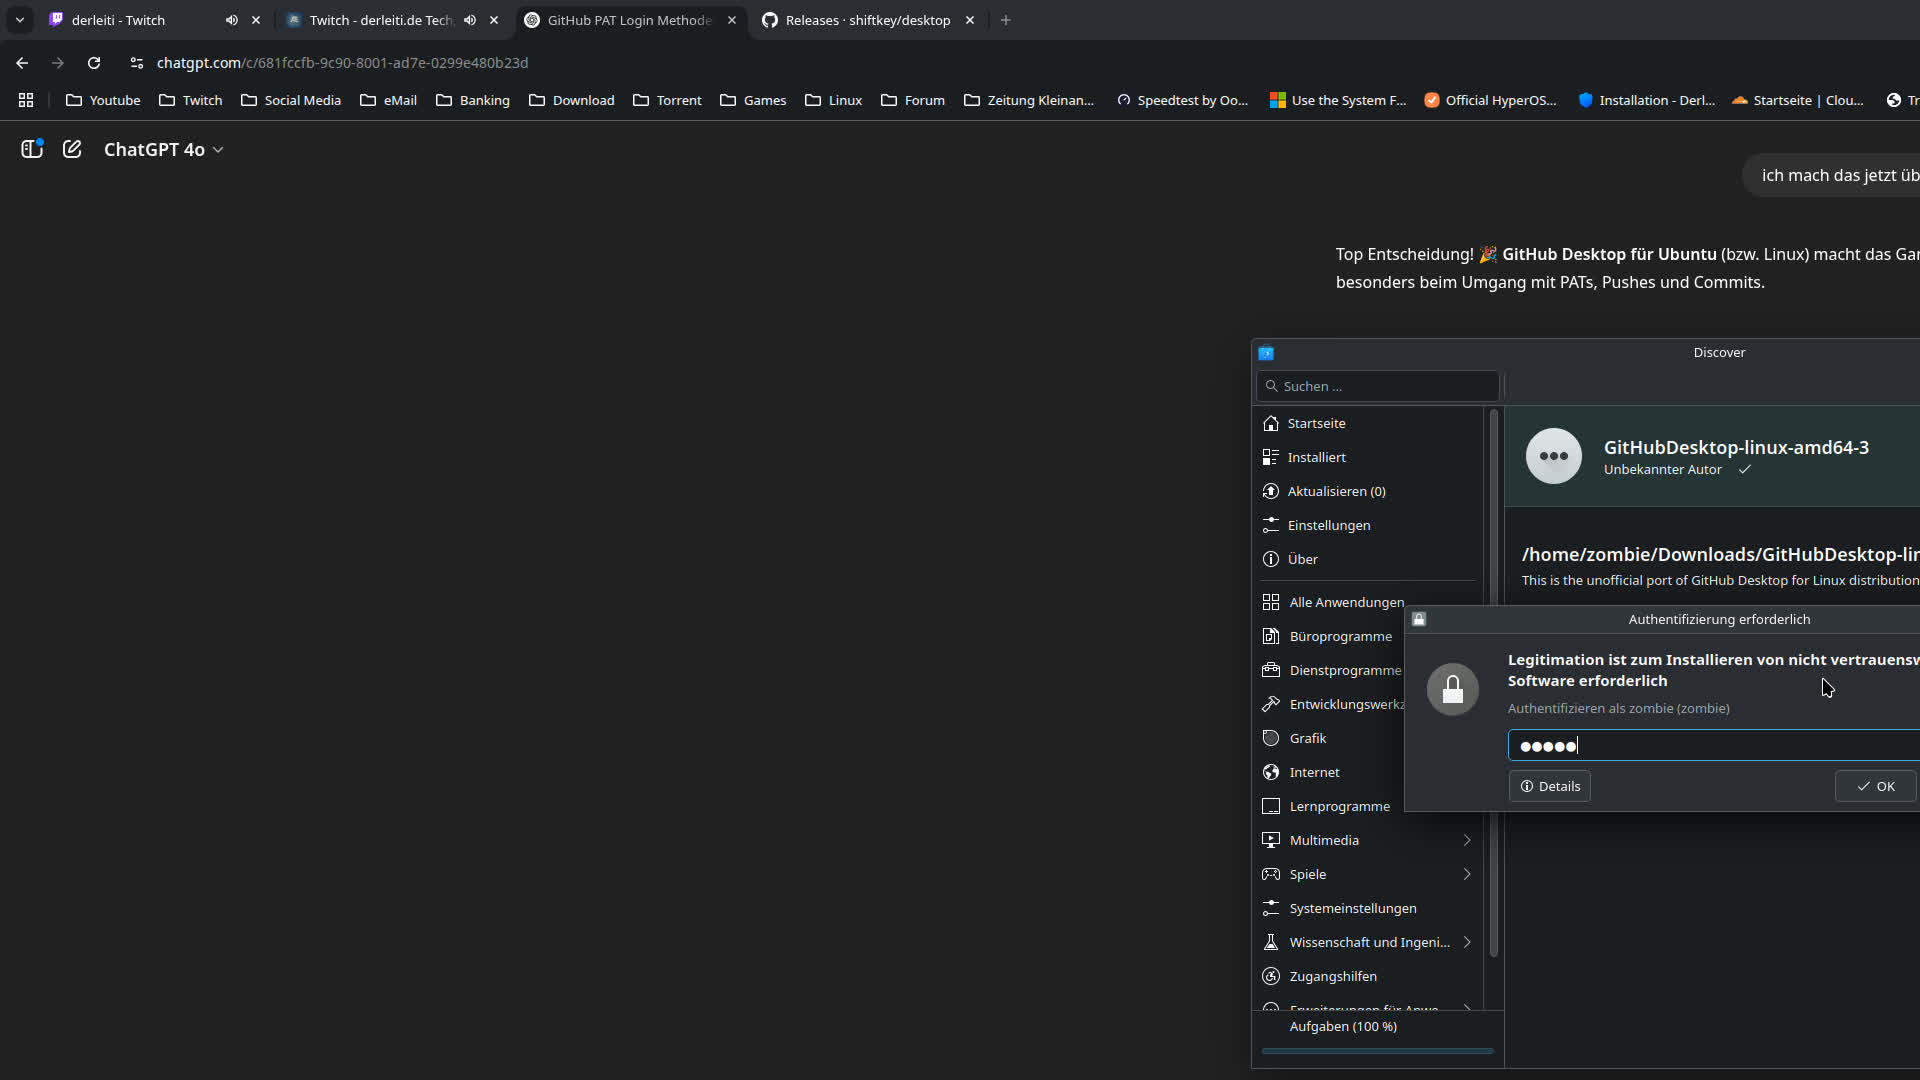 derleiti - Twitch
Twitch - derleiti.de Tech
GitHub PAT Login Methode
Releases · shiftkey/desktop
chatgpt.com/c/681fccfb-9c90-8001-ad7e-0299e480b23d
Youtube
Twitch
Social Media
eMail
Banking
Download
Torrent
Games
Linux
Forum
Zeitung Kleinan...
Speedtest by Oo...
Use the System F...
Official HyperOS...
Installation - Derl...
Startseite | Clou...
Tr
ChatGPT 4o
ich mach das jetzt üb
Top Entscheidung! 🎉 GitHub Desktop für Ubuntu (bzw. Linux) macht das Gar
besonders beim Umgang mit PATs, Pushes und Commits.
Discover
Suchen ...
Startseite
Installiert
Aktualisieren (0)
Einstellungen
Über
Alle Anwendungen
Büroprogramme
Dienstprogramme
Entwicklungswerkz
Grafik
Internet
Lernprogramme
Multimedia
Spiele
Systemeinstellungen
Wissenschaft und Ingeni...
Zugangshilfen
Erweiterungen für Anwe...
Aufgaben (100 %)
GitHubDesktop-linux-amd64-3
Unbekannter Autor
/home/zombie/Downloads/GitHubDesktop-lin
This is the unofficial port of GitHub Desktop for Linux distribution
Authentifizierung erforderlich
Legitimation ist zum Installieren von nicht vertrauensw
Software erforderlich
Authentifizieren als zombie (zombie)
●●●●●
Details
OK